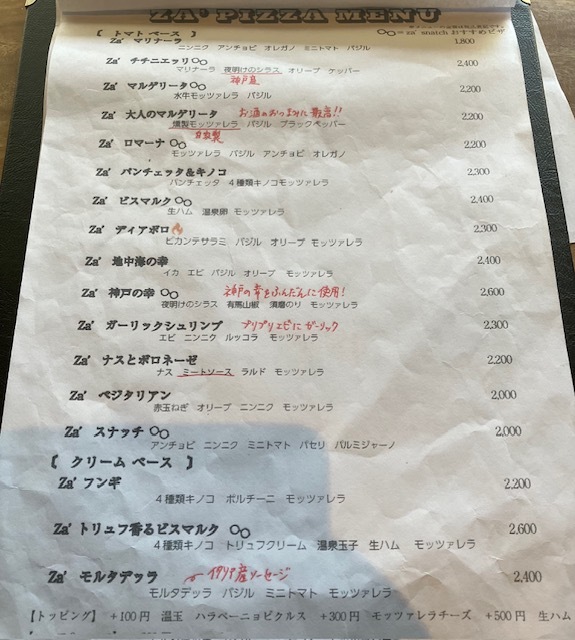 ZA' PIZZA MENU
〔 トマト ベース 〕 ○○=za' snatch おすすめピザ
Za' マリナーラ 1,800
ニンニク アンチョビ オレガノ ミニトマト バジル
Za' チチニエッリ ○○ 2,400
マリナーラ 夜明けのシラス オリーブ ケッパー
神戸産
Za' マルゲリータ ○○ 2,200
水牛モッツァレラ バジル
Za' 大人のマルゲリータ お酒のおつまみに最高!! 2,200
燻製モッツァレラ バジル ブラックペッパー
自家製
Za' ロマーナ ○○ 2,200
モッツァレラ バジル アンチョビ オレガノ
Za' パンチェッタ&キノコ 2,300
パンチェッタ 4種類キノコモッツァレラ
Za' ビスマルク ○○ 2,400
生ハム 温泉卵 モッツァレラ
Za' ディアボロ🔥 2,300
ピカンテサラミ バジル オリーブ モッツァレラ
Za' 地中海の幸 2,400
イカ エビ バジル オリーブ モッツァレラ
Za' 神戸の幸 ○○ 神戸の幸をふんだんに使用! 2,600
夜明けのシラス 有馬山椒 須磨のり モッツァレラ
Za' ガーリックシュリンプ プリプリエビにガーリック 2,300
エビ ニンニク ルッコラ モッツァレラ
Za' ナスとボロネーゼ 2,200
ナス ミートソース ラルド モッツァレラ
Za' ベジタリアン 2,000
赤玉ねぎ オリーブ ニンニク モッツァレラ
Za' スナッチ ○○ 2,000
アンチョビ ニンニク ミニトマト パセリ パルミジャーノ
〔 クリーム ベース 〕
Za' フンギ 2,200
4種類キノコ ポルチーニ モッツァレラ
Za' トリュフ香るビスマルク ○○ 2,600
4種類キノコ トリュフクリーム 温泉玉子 生ハム モッツァレラ
Za' モルタデッラ イタリア産ソーセージ 2,400
モルタデッラ バジル ミニトマト モッツァレラ
【トッピング】 +100円 温玉 ハラペーニョピクルス +300円 モッツァレラチーズ +500円 生ハム